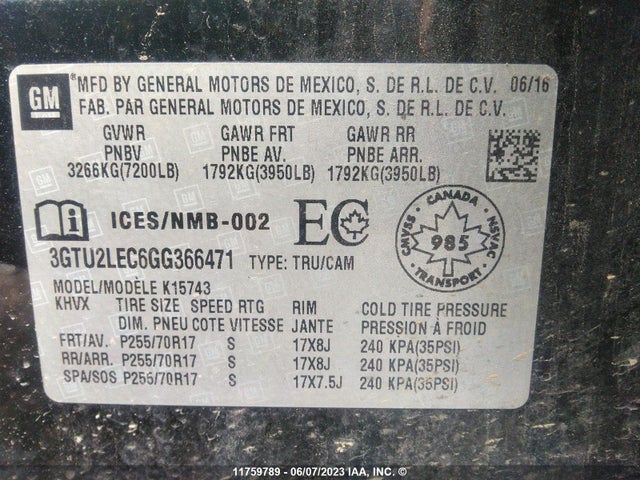 GM
®MFD BY GENERAL MOTORS DE MEXICO, S. DE R.L. DE C.V. 06/16
FAB. PAR GENERAL MOTORS DE MEXICO, S. DE R.L. DE C.V.
GVWR GAWR FRT GAWR RR
PNBV PNBE AV. PNBE ARR.
3266KG(7200LB) 1792KG(3950LB) 1792KG(3950LB)
ICES/NMB-002 EC
CANADA
CMVSS 985 NSVAC
TRANSPORT
3GTU2LEC6GG366471 TYPE: TRU/CAM
MODEL/MODÈLE K15743
KHVX TIRE SIZE SPEED RTG RIM COLD TIRE PRESSURE
DIM. PNEU COTE VITESSE JANTE PRESSION À FROID
FRT/AV. P255/70R17 S 17X8J 240 KPA(35PSI)
RR/ARR. P255/70R17 S 17X8J 240 KPA(35PSI)
SPA/SOS P255/70R17 S 17X7.5J 240 KPA(35PSI)
11759789 - 06/07/2023 IAA, INC. ©